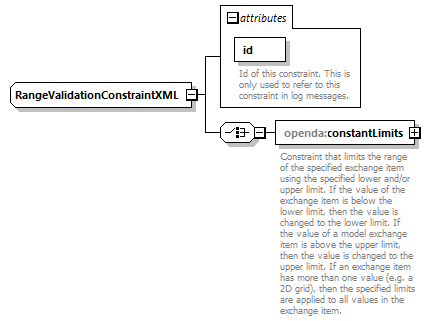 attributes
id
Id of this constraint. This is
only used to refer to this
constraint in log messages.
RangeValidationConstraintXML
openda:constantLimits
Constraint that limits the range
of the specified exchange item
using the specified lower and/or
upper limit. If the value of the
exchange item is below the
lower limit, then the value is
changed to the lower limit. If
the value of a model exchange
item is above the upper limit,
then the value is changed to the
upper limit. If an exchange item
has more than one value (e.g. a
2D grid), then the specified limits
are applied to all values in the
exchange item.